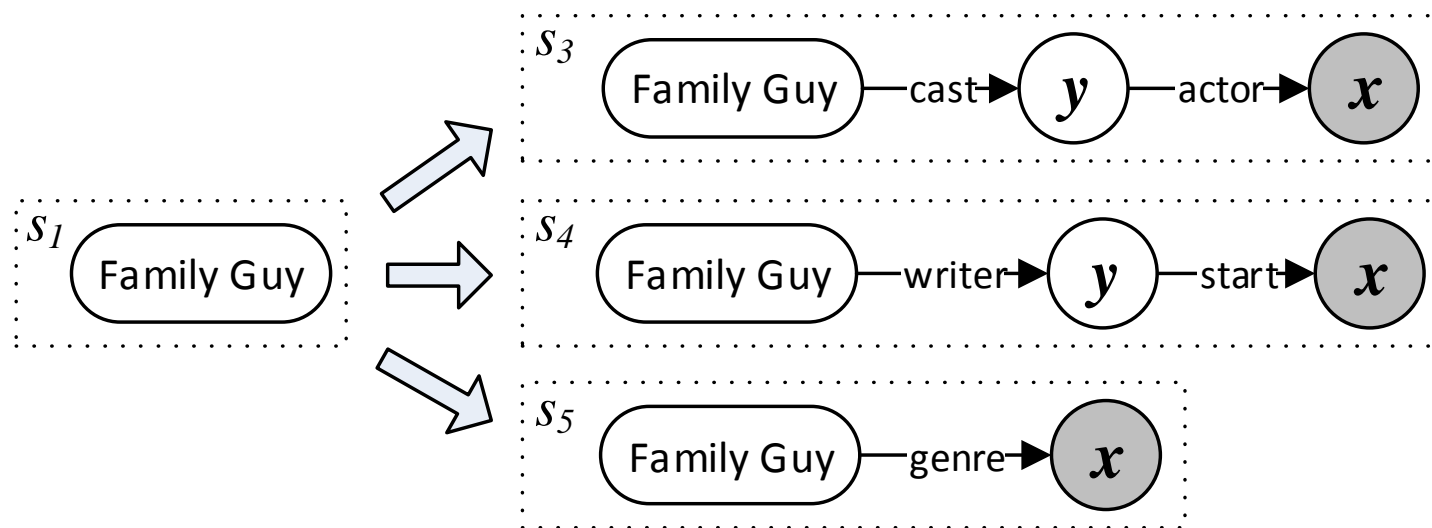 s3
Family Guy cast y actor x
s1
Family Guy
s4
Family Guy writer y start x
s5
Family Guy genre x